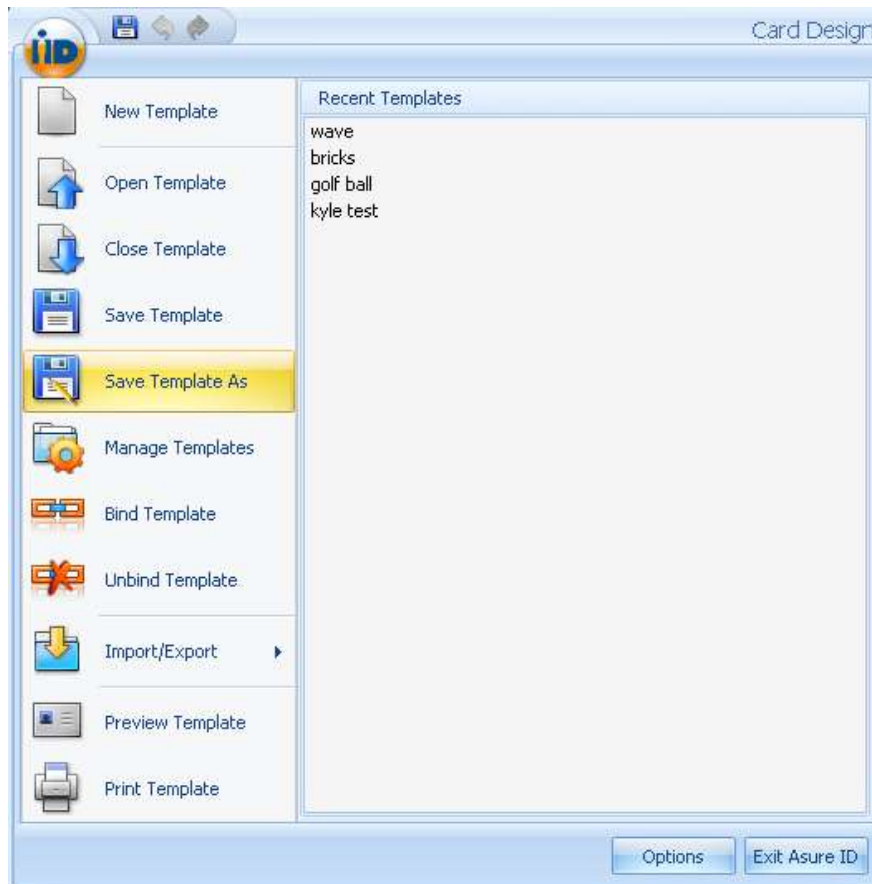 iiD
Card Design
New Template
Open Template
Close Template
Save Template
Save Template As
Manage Templates
Bind Template
Unbind Template
Import/Export
Preview Template
Print Template
Recent Templates
wave
bricks
golf ball
kyle test
Options
Exit Asure ID